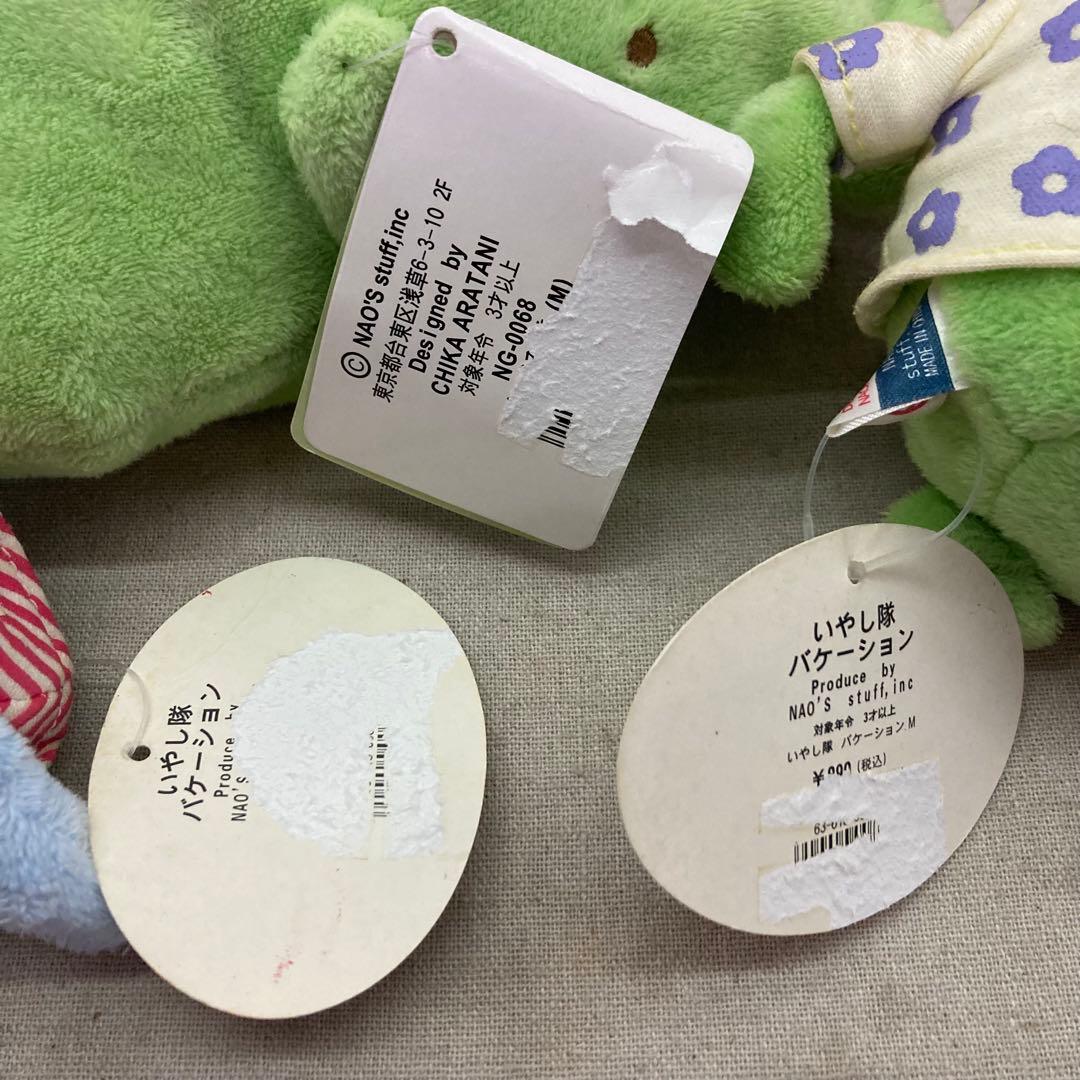 © NAO'S stuff,inc
東京都台東区浅草6-3-10 2F
Designed by
CHIKA ARATANI
対象年令 3才以上
NG-0068
(M)
stuff
MADE IN
いやし隊
バケーション
Produce by
NAO'S
いやし隊
バケーション
Produce by
NAO'S stuff,inc
対象年令 3才以上
いやし隊 バケーション M
(税込)